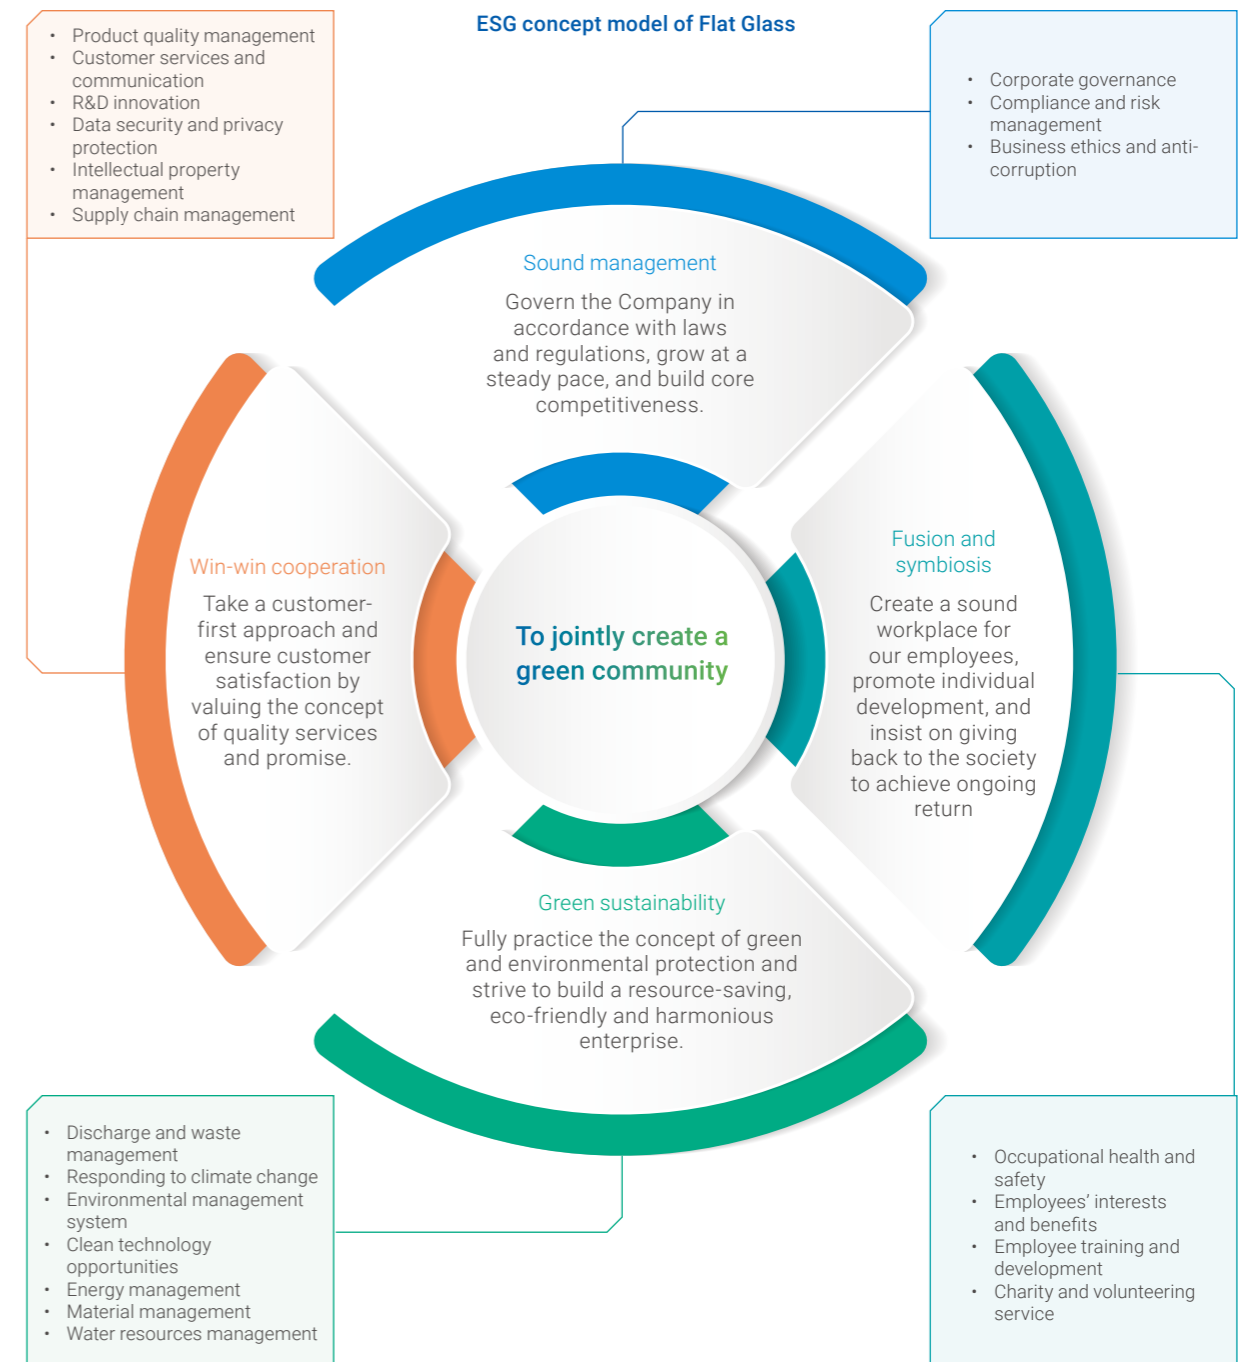 ESG concept model of Flat Glass
• Product quality management
• Customer services and
communication
• R&D innovation
• Data security and privacy
protection
• Intellectual property
management
• Supply chain management
• Corporate governance
• Compliance and risk
management
• Business ethics and anti-
corruption
Sound management
Govern the Company in
accordance with laws
and regulations, grow at a
steady pace, and build core
competitiveness.
Win-win cooperation
Take a customer-
first approach and
ensure customer
satisfaction by
valuing the concept
of quality services
and promise.
To jointly create a
green community
Fusion and
symbiosis
Create a sound
workplace for
our employees,
promote individual
development, and
insist on giving
back to the society
to achieve ongoing
return
Green sustainability
Fully practice the concept of green
and environmental protection and
strive to build a resource-saving,
eco-friendly and harmonious
enterprise.
• Discharge and waste
management
• Responding to climate change
• Environmental management
system
• Clean technology
opportunities
• Energy management
• Material management
• Water resources management
• Occupational health and
safety
• Employees’ interests
and benefits
• Employee training and
development
• Charity and volunteering
service